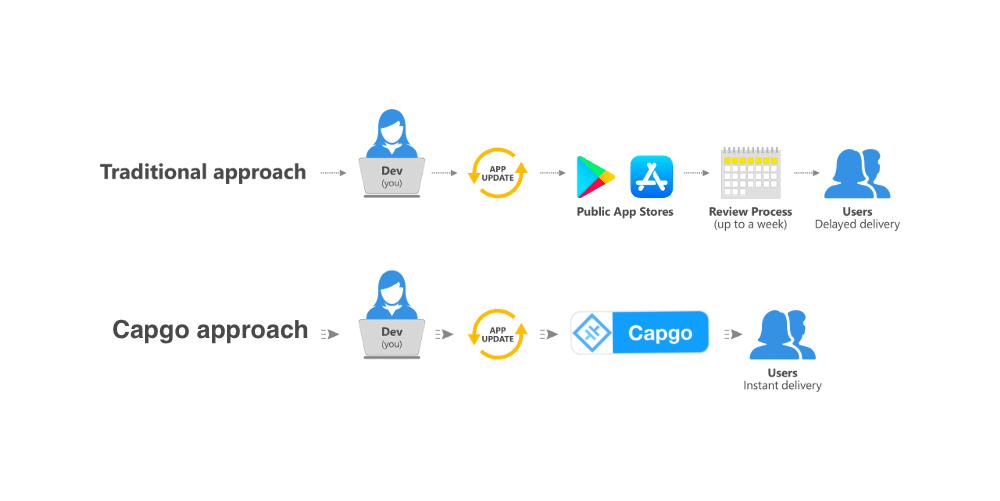 Traditional approach
Dev
(you)
APP
UPDATE
Public App Stores
Review Process
(up to a week)
Users
Delayed delivery
Capgo approach
Dev
(you)
APP
UPDATE
Capgo
Users
Instant delivery